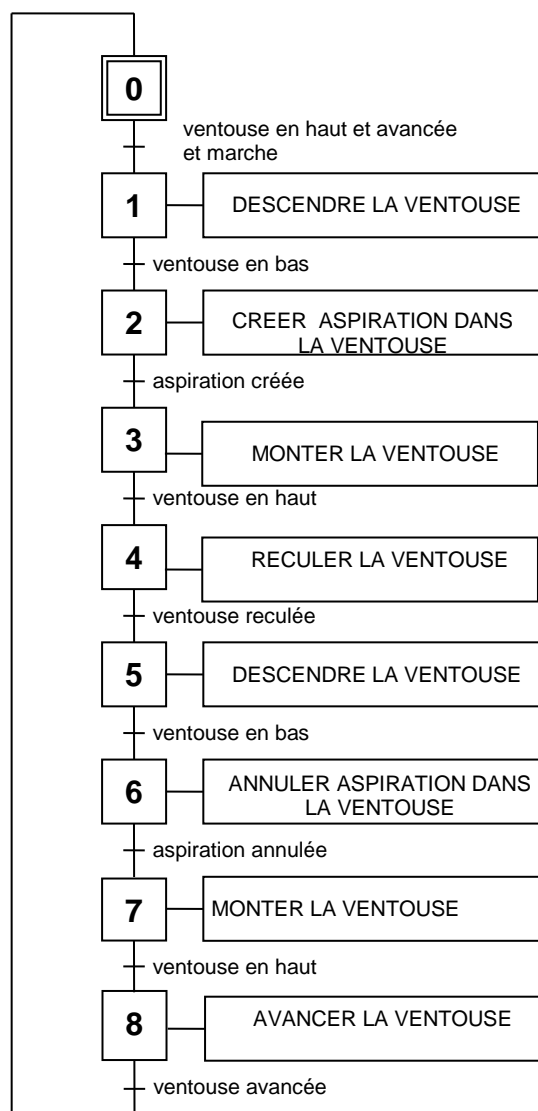 0
ventouse en haut et avancée
et marche
1
DESCENDRE LA VENTOUSE
ventouse en bas
2
CREER ASPIRATION DANS
LA VENTOUSE
aspiration créée
3
MONTER LA VENTOUSE
ventouse en haut
4
RECULER LA VENTOUSE
ventouse reculée
5
DESCENDRE LA VENTOUSE
ventouse en bas
6
ANNULER ASPIRATION DANS
LA VENTOUSE
aspiration annulée
7
MONTER LA VENTOUSE
ventouse en haut
8
AVANCER LA VENTOUSE
ventouse avancée